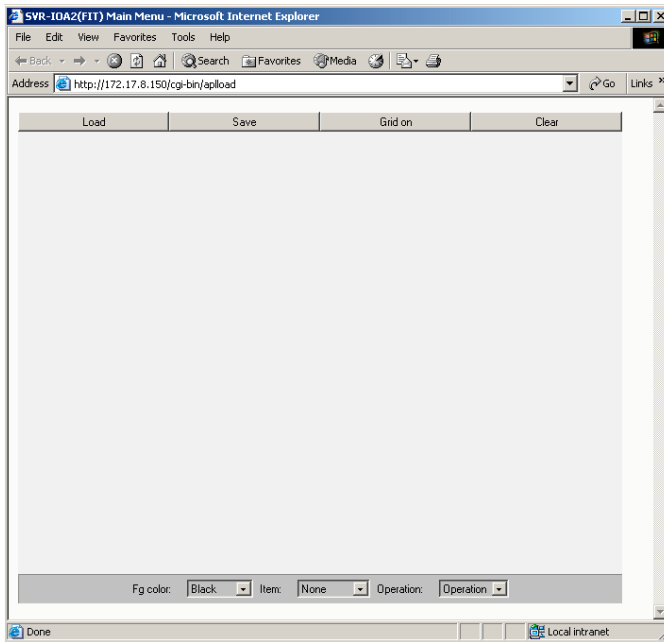 SVR-IOA2(FIT) Main Menu - Microsoft Internet Explorer
File Edit View Favorites Tools Help
Back Search Favorites Media
Address http://172.17.8.150/cgi-bin/aplload Go Links »
Load Save Grid on Clear
Fg color: Black Item: None Operation: Operation
Done Local intranet